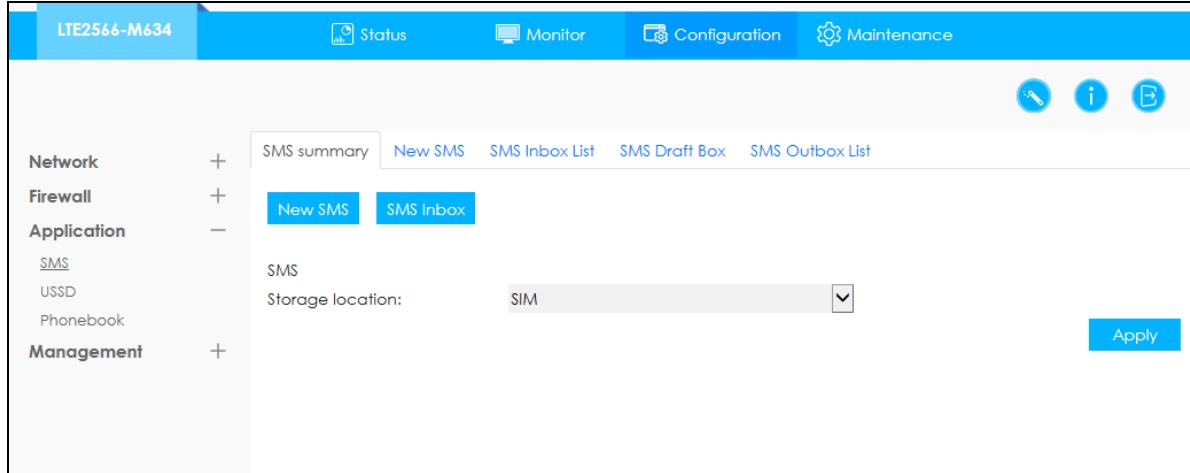 LTE2566-M634
Status Monitor Configuration Maintenance
Network
Firewall
Application
SMS
USSD
Phonebook
Management
SMS summary New SMS SMS Inbox List SMS Draft Box SMS Outbox List
New SMS SMS Inbox
SMS
Storage location: SIM
Apply